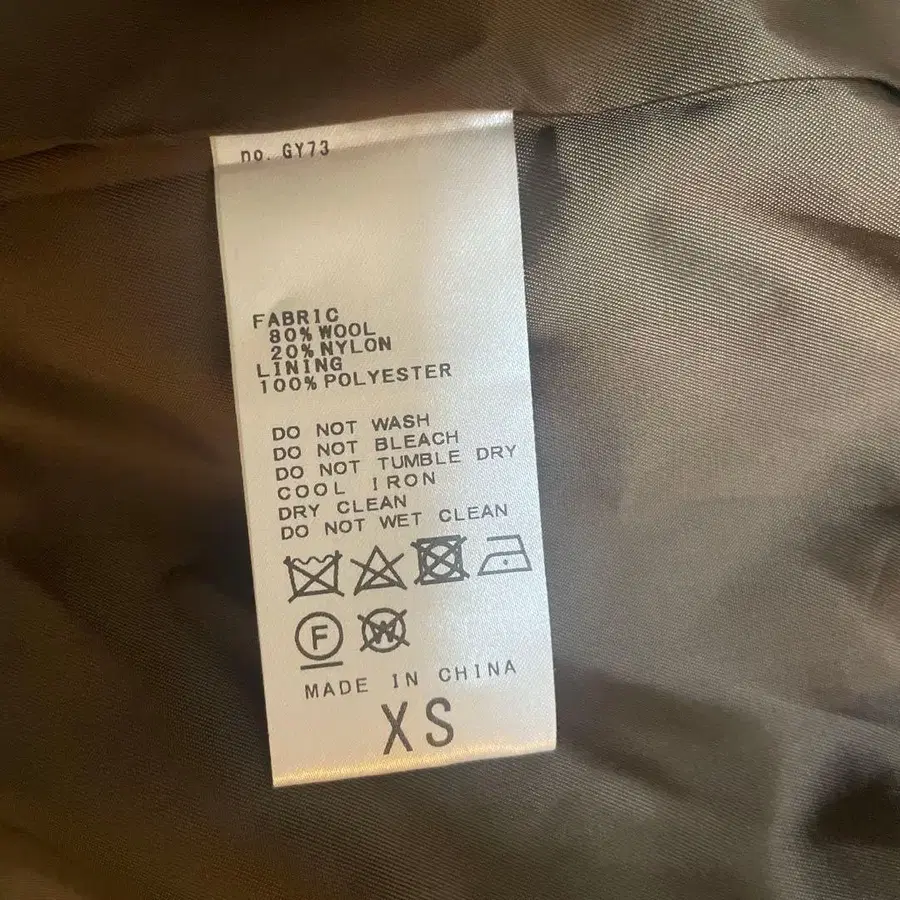 no. GY73
FABRIC
80% WOOL
20% NYLON
LINING
100% POLYESTER
DO NOT WASH
DO NOT BLEACH
DO NOT TUMBLE DRY
COOL IRON
DRY CLEAN
DO NOT WET CLEAN
F W
MADE IN CHINA
XS